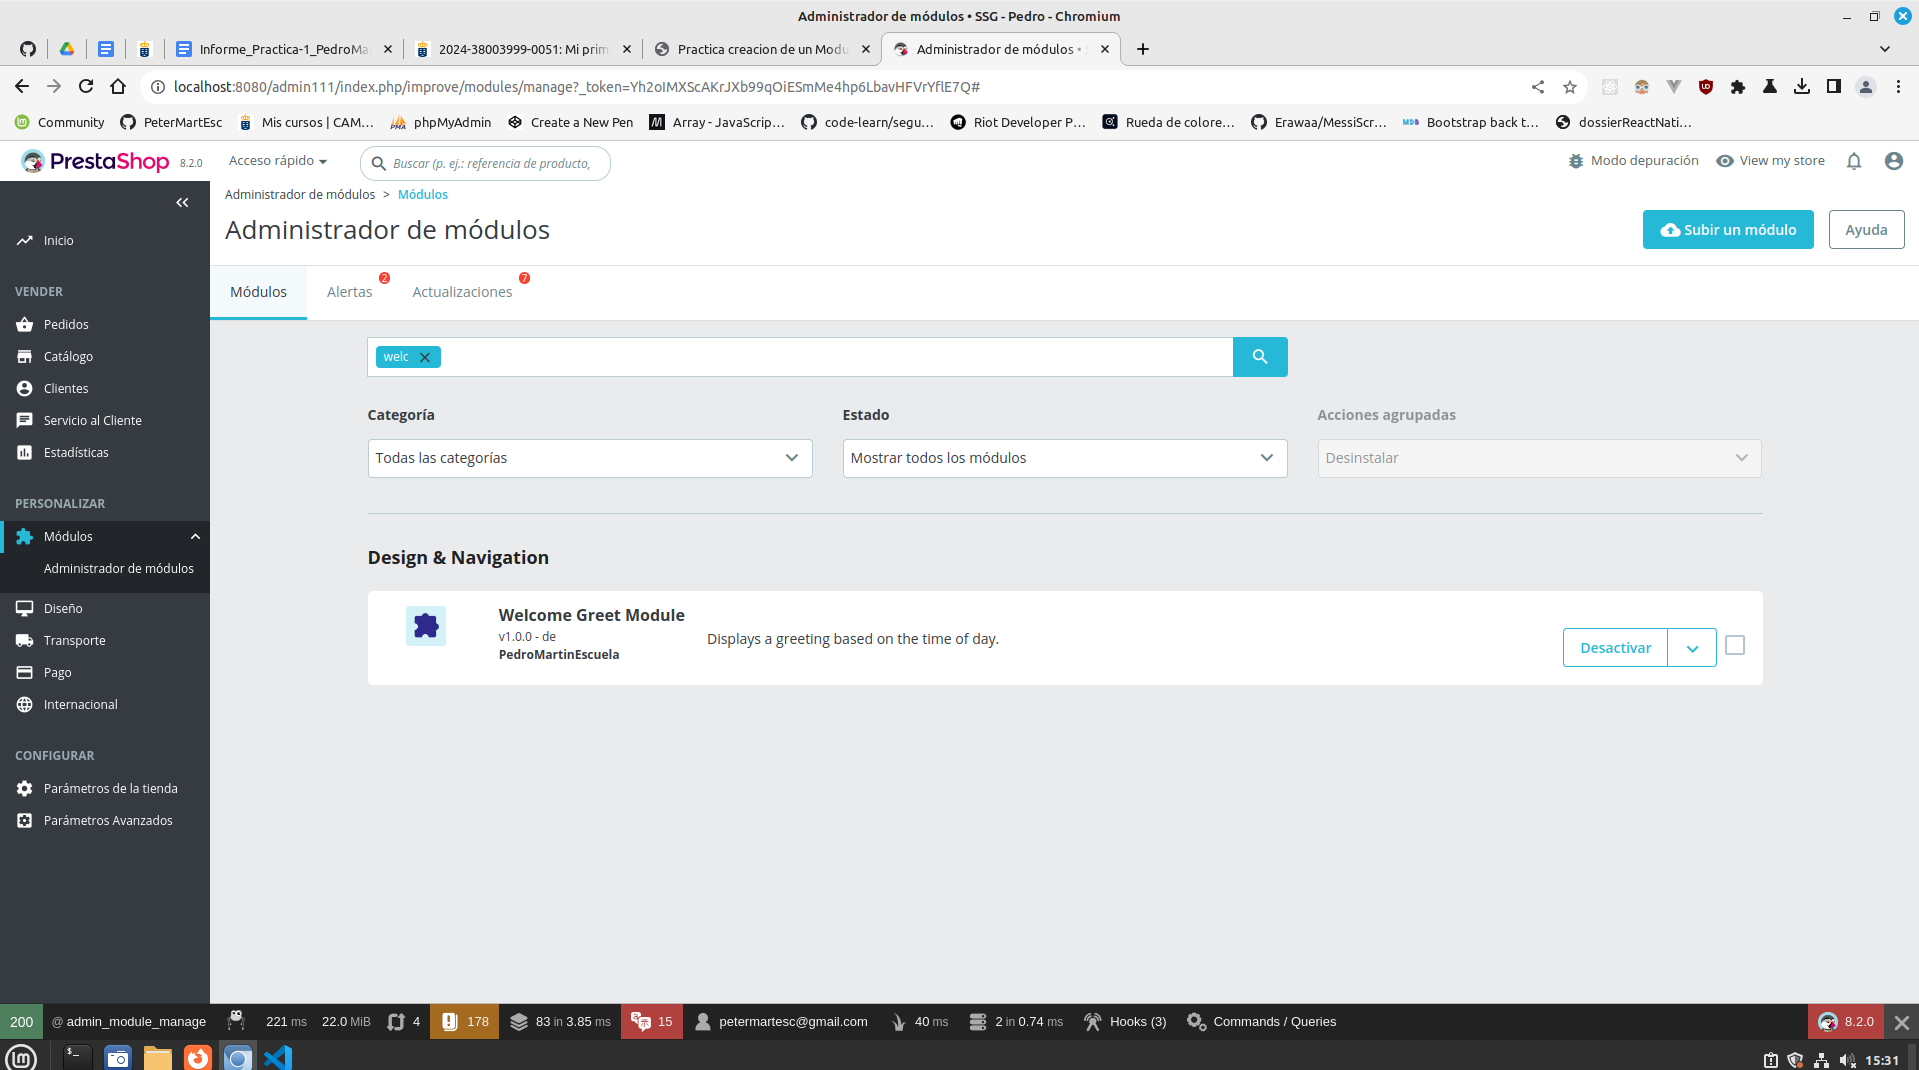 Administrador de módulos • SSG - Pedro - Chromium
Informe_Practica-1_PedroMa
2024-38003999-0051: Mi prim
Practica creacion de un Modu
Administrador de módulos •
localhost:8080/admin111/index.php/improve/modules/manage?_token=Yh2oIMXScAKrJXb99qOiESmMe4hp6LbavHFVrYflE7Q#
Community
PeterMartEsc
Mis cursos | CAM…
phpMyAdmin
Create a New Pen
Array - JavaScrip…
code-learn/segu…
Riot Developer P…
Rueda de colore…
Erawaa/MessiScr…
Bootstrap back t…
dossierReactNati…
PrestaShop 8.2.0
Acceso rápido
Buscar (p. ej.: referencia de producto,
Modo depuración
View my store
Administrador de módulos > Módulos
Administrador de módulos
Subir un módulo
Ayuda
Módulos
Alertas 2
Actualizaciones 7
Inicio
VENDER
Pedidos
Catálogo
Clientes
Servicio al Cliente
Estadísticas
PERSONALIZAR
Módulos
Administrador de módulos
Diseño
Transporte
Pago
Internacional
CONFIGURAR
Parámetros de la tienda
Parámetros Avanzados
welc
Categoría
Todas las categorías
Estado
Mostrar todos los módulos
Acciones agrupadas
Desinstalar
Design & Navigation
Welcome Greet Module
v1.0.0 - de
PedroMartinEscuela
Displays a greeting based on the time of day.
Desactivar
200 @ admin_module_manage 221 ms 22.0 MiB 4 178 83 in 3.85 ms 15 petermartesc@gmail.com 40 ms 2 in 0.74 ms Hooks (3) Commands / Queries 8.2.0
15:31